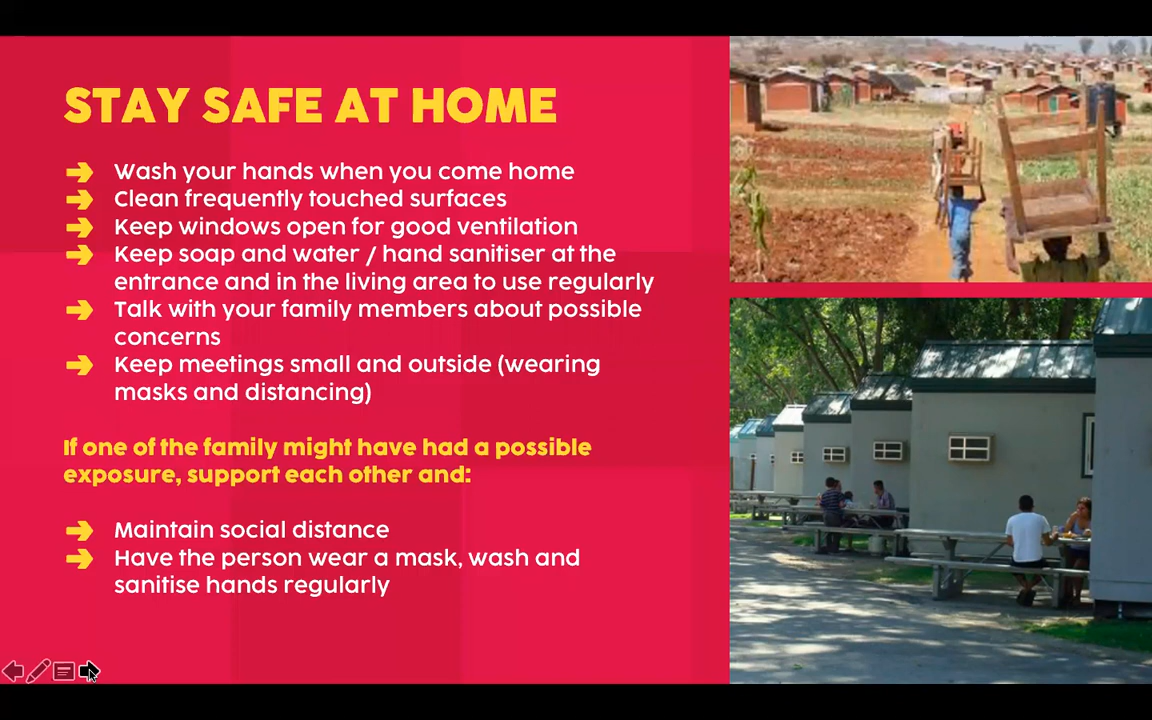 STAY SAFE AT HOME
Wash your hands when you come home
Clean frequently touched surfaces
Keep windows open for good ventilation
Keep soap and water / hand sanitiser at the
entrance and in the living area to use regularly
Talk with your family members about possible
concerns
Keep meetings small and outside (wearing
masks and distancing)
If one of the family might have had a possible
exposure, support each other and:
Maintain social distance
Have the person wear a mask, wash and
sanitise hands regularly